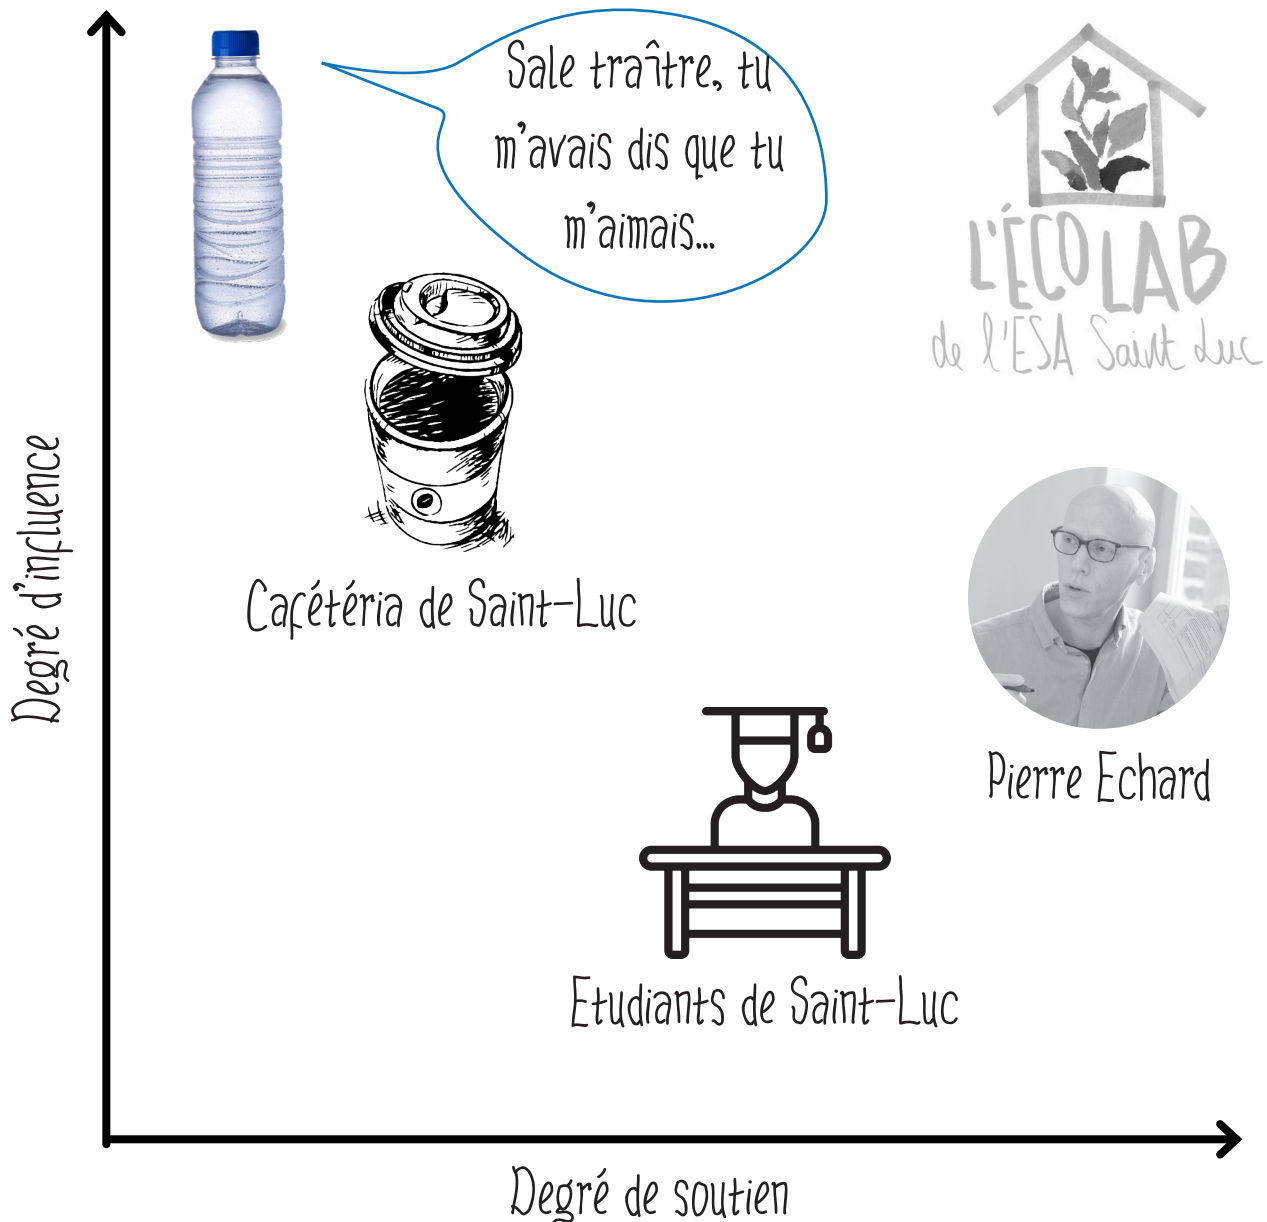 Sale traître, tu
m'avais dis que tu
m'aimais...
L'ÉCOLAB
de l'ESA Saint Luc
Degré d'influence
Cafétéria de Saint-Luc
Pierre Echard
Etudiants de Saint-Luc
Degré de soutien